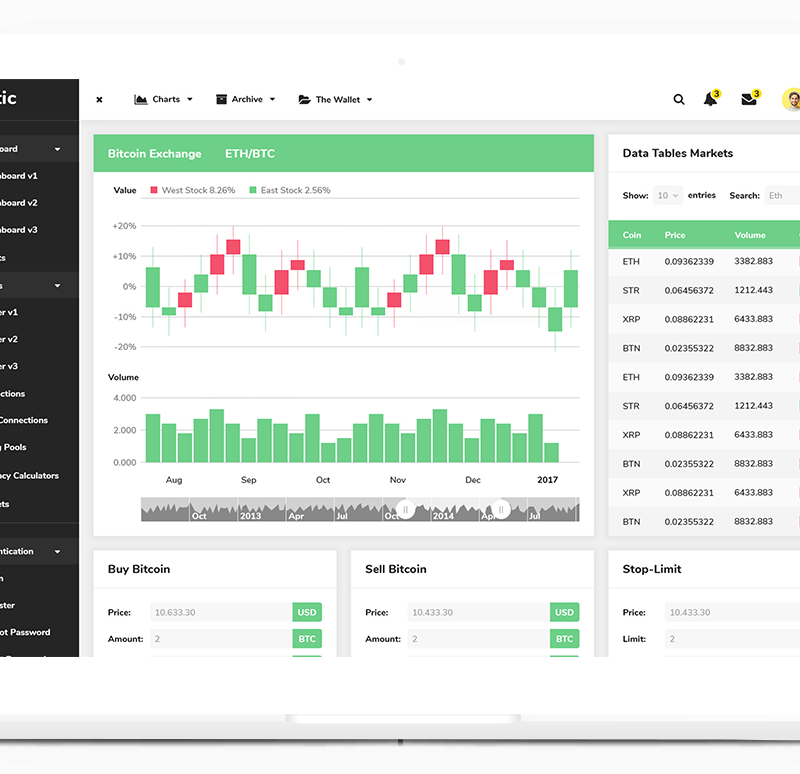 tic
Charts
Archive
The Wallet
3
3
oard
board v1
board v2
board v3
ts
s
er v1
er v2
er v3
ctions
Connections
g Pools
ncy Calculators
ets
ntication
n
ster
ot Password
Bitcoin Exchange ETH/BTC
Value West Stock 8.26% East Stock 2.56%
+20%
+10%
0%
-10%
-20%
Volume
4.000
2.000
0.000
Aug Sep Oct Nov Dec 2017
Oct 2013 Apr Jul Oct 2014 Apr Jul
Data Tables Markets
Show: 10 entries Search: Eth
Coin Price Volume
ETH 0.09362339 3382.883
STR 0.06456372 1212.443
XRP 0.08862231 6433.883
BTN 0.02355322 8832.883
ETH 0.09362339 3382.883
STR 0.06456372 1212.443
XRP 0.08862231 6433.883
BTN 0.02355322 8832.883
XRP 0.08862231 6433.883
BTN 0.02355322 8832.883
Buy Bitcoin
Price: 10.633.30 USD
Amount: 2 BTC
Sell Bitcoin
Price: 10.433.30 USD
Amount: 2 BTC
Stop-Limit
Price: 10.433.30
Limit: 2